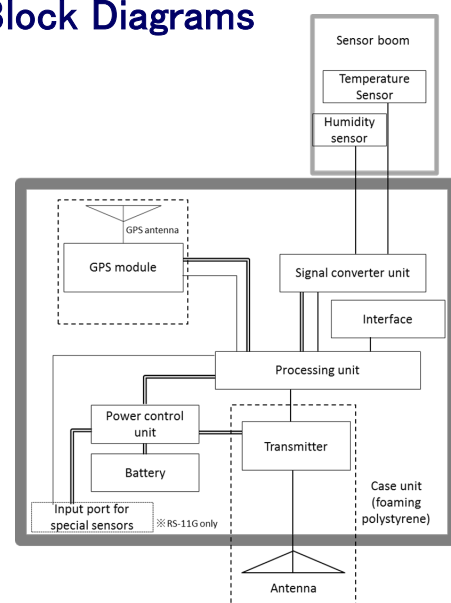 Block Diagrams
Sensor boom
Temperature
Sensor
Humidity
sensor
GPS antenna
GPS module
Signal converter unit
Interface
Processing unit
Power control
unit
Transmitter
Battery
Case unit
(foaming
polystyrene)
Input port for
special sensors
※ RS-11G only
Antenna